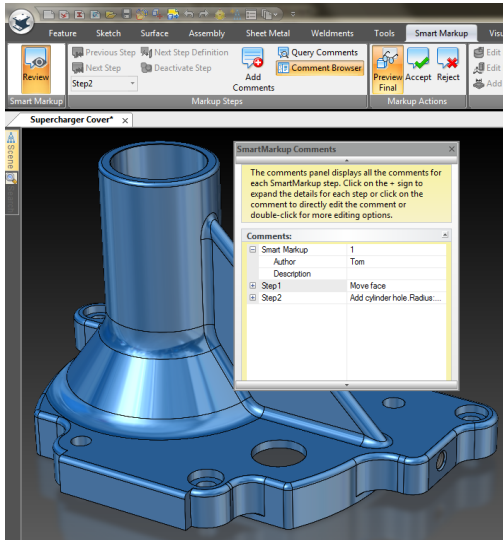 Feature Sketch Surface Assembly Sheet Metal Weldments Tools Smart Markup Visu
Review
Smart Markup
Previous Step Next Step Definition
Next Step Deactivate Step
Step2
Add Comments
Query Comments
Comment Browser
Markup Steps
Preview Final
Accept
Reject
Markup Actions
Edit
Edit
Add
Supercharger Cover* x
Scene
SmartMarkup Comments
The comments panel displays all the comments for
each SmartMarkup step. Click on the + sign to
expand the details for each step or click on the
comment to directly edit the comment or
double-click for more editing options.
Comments:
Smart Markup 1
Author Tom
Description
Step1 Move face
Step2 Add cylinder hole.Radius:...